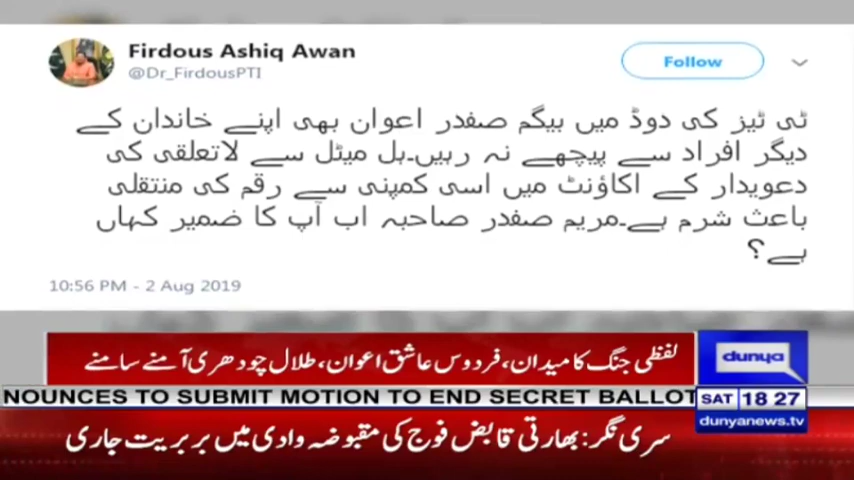 Firdous Ashiq Awan
@Dr_FirdousPTI
Follow
ٹی ٹیز کی دوڈ میں بیگم صفدر اعوان بھی اپنے خاندان کے
دیگر افراد سے پیچھے نہ رہیں۔ہل میٹل سے لاتعلقی کی
دعویدار کے اکاؤنٹ میں اسی کمپنی سے رقم کی منتقلی
باعث شرم ہے۔مریم صفدر صاحبہ اب آپ کا ضمیر کہاں
ہے؟
10:56 PM - 2 Aug 2019
لفظی جنگ کا میدان، فردوس عاشق اعوان، طلال چودھری آمنے سامنے
dunya
NOUNCES TO SUBMIT MOTION TO END SECRET BALLOT
SAT 18 27
dunyanews.tv
سری نگر: بھارتی قابض فوج کی مقبوضہ وادی میں بربریت جاری